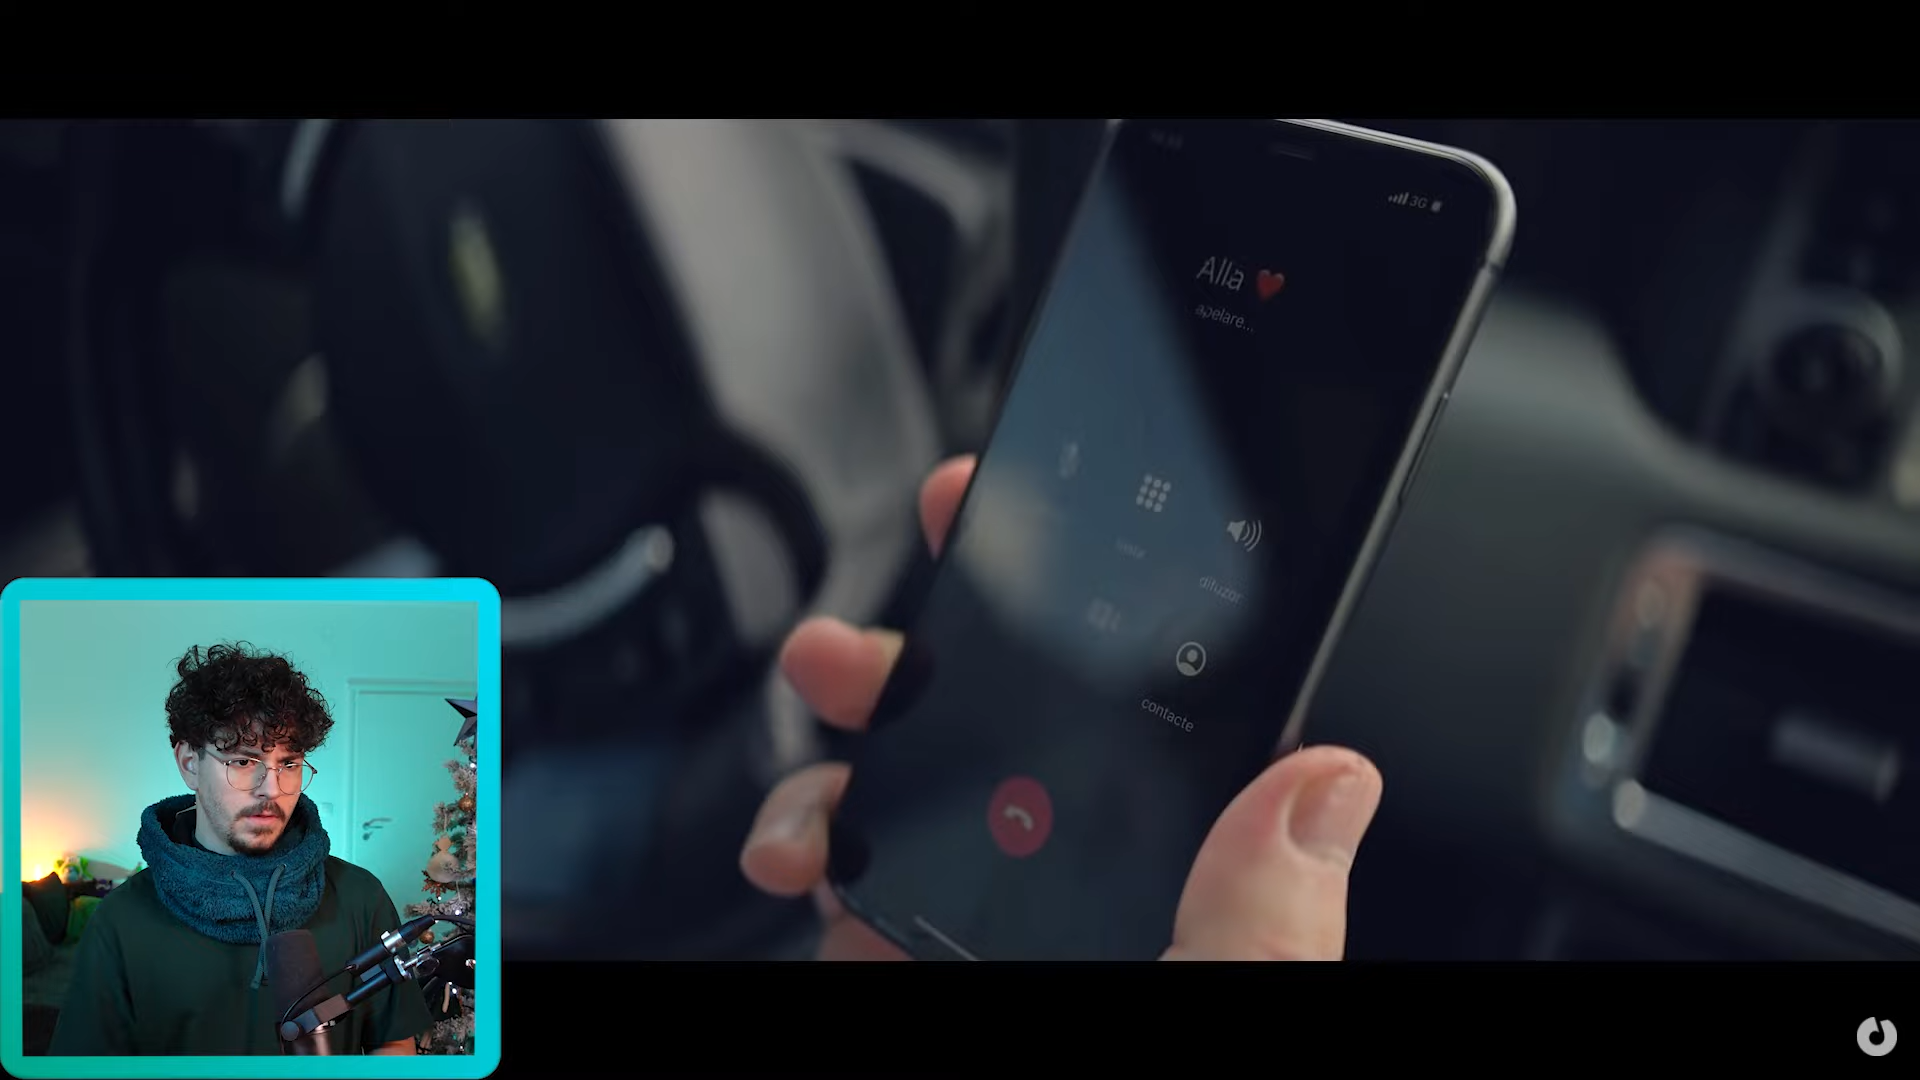 3G
Alla ❤️
apelare...
difuzor
contacte